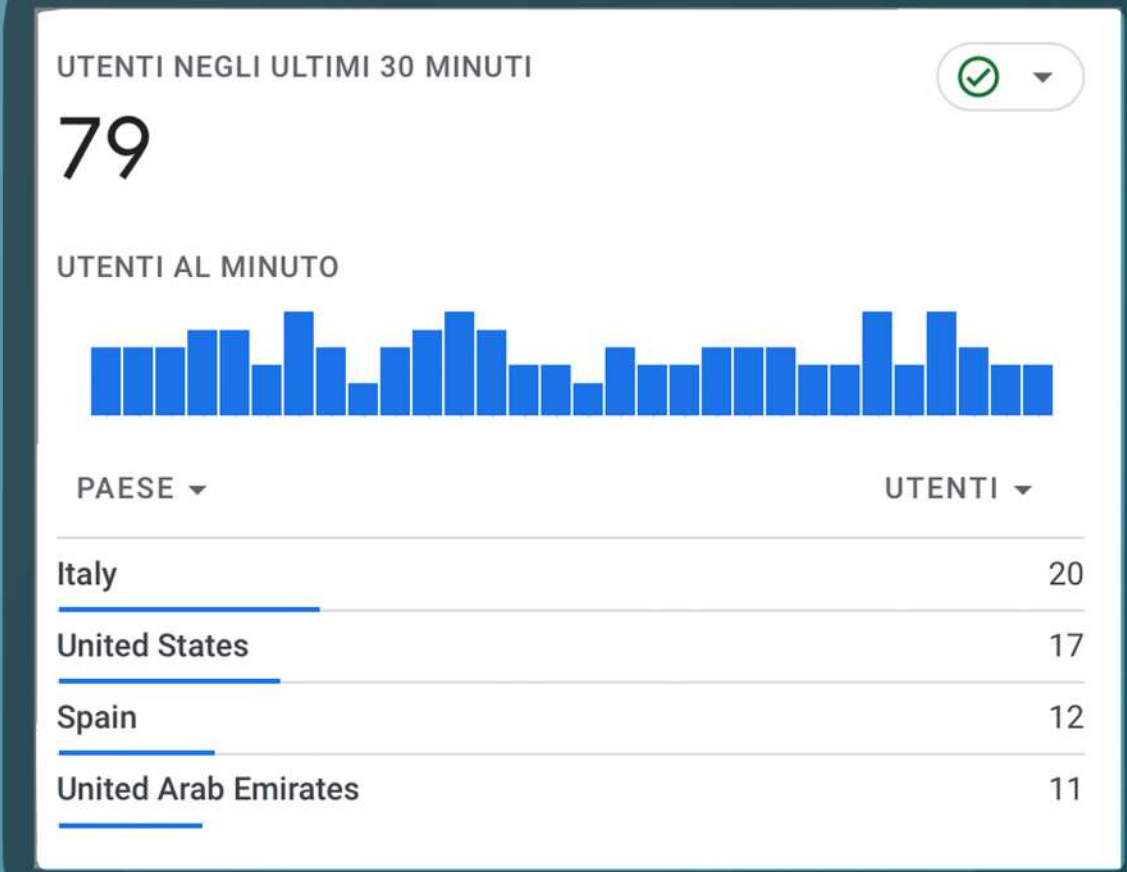 UTENTI NEGLI ULTIMI 30 MINUTI
79
UTENTI AL MINUTO
PAESE UTENTI
Italy 20
United States 17
Spain 12
United Arab Emirates 11